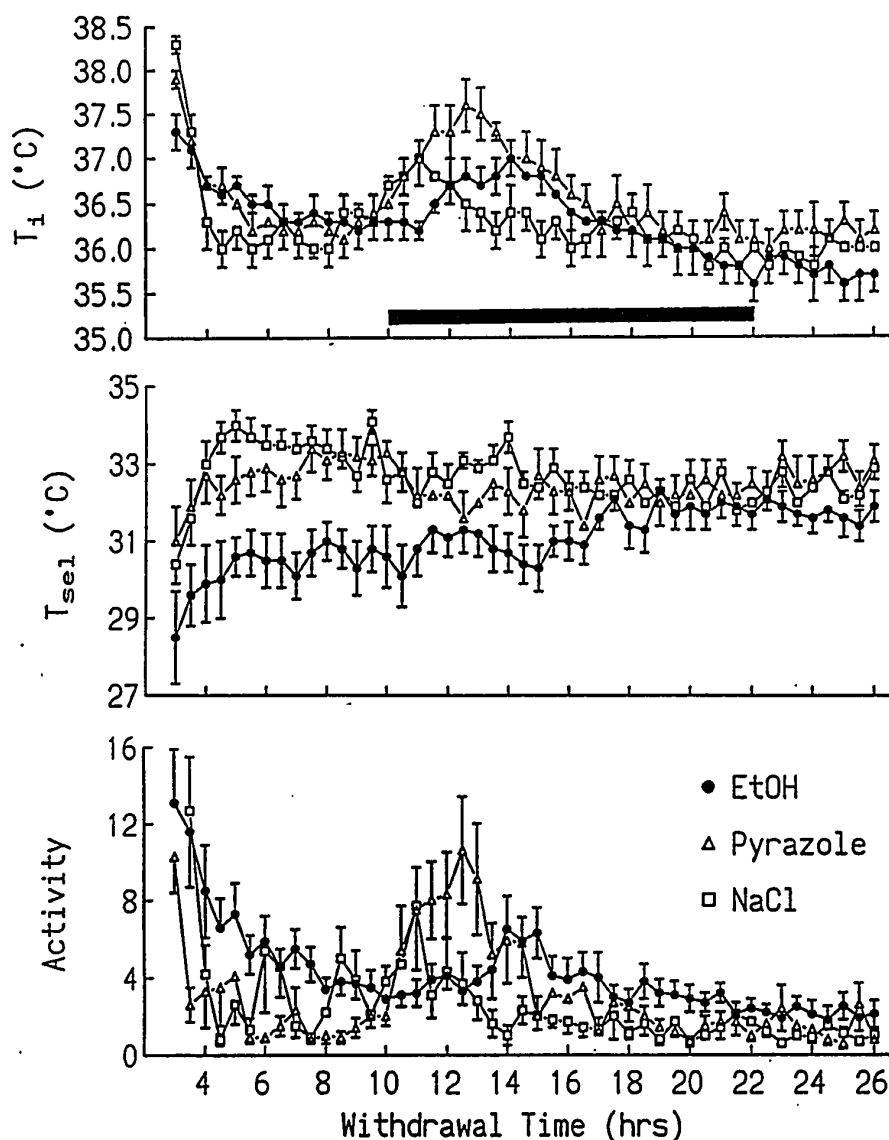 38.5
38.0
37.5
37.0
36.5
36.0
35.5
35.0
T_i (°C)
35
33
31
29
27
T_sel (°C)
16
12
8
4
0
Activity
● EtOH
△ Pyrazole
□ NaCl
4 6 8 10 12 14 16 18 20 22 24 26
Withdrawal Time (hrs)